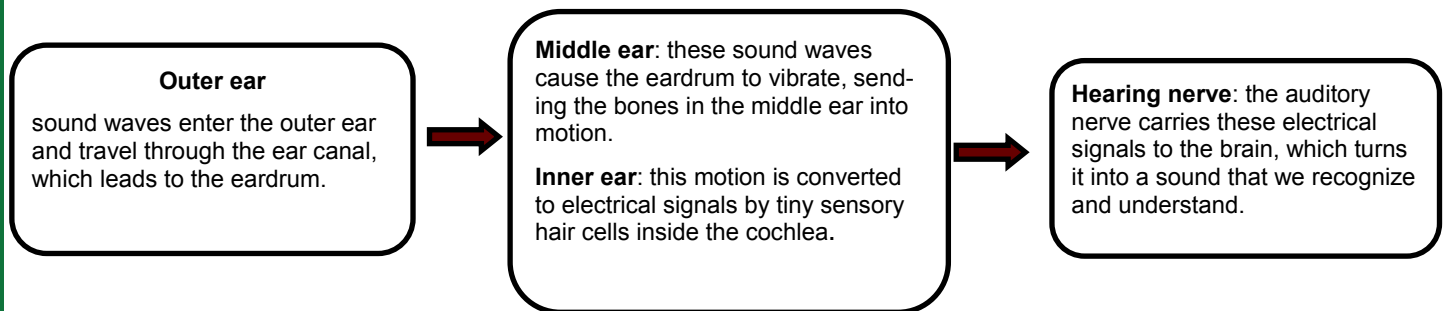 Outer ear
sound waves enter the outer ear
and travel through the ear canal,
which leads to the eardrum.
Middle ear: these sound waves
cause the eardrum to vibrate, send-
ing the bones in the middle ear into
motion.
Inner ear: this motion is converted
to electrical signals by tiny sensory
hair cells inside the cochlea.
Hearing nerve: the auditory
nerve carries these electrical
signals to the brain, which turns
it into a sound that we recognize
and understand.